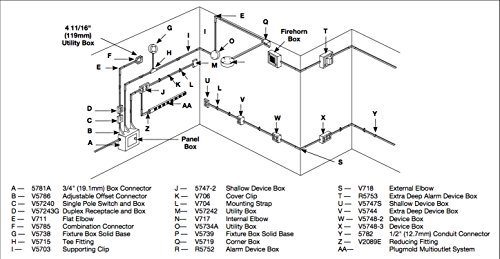 4 11/16"
(119mm)
Utility Box
G
F
E
H
I
E
I
Q
O
Firehorn
Box
T
P
M
L
K
J
L
AA
Z
D
C
B
A
Panel
Box
U
V
W
X
Y
S
A — 5781A 3/4" (19.1mm) Box Connector
B — V5786 Adjustable Offset Connector
C — V57240 Single Pole Switch and Box
D — V57243G Duplex Receptacle and Box
E — V711 Flat Elbow
F — V5785 Combination Connector
G — V5738 Fixture Box Solid Base
H — V5715 Tee Fitting
I — V5703 Supporting Clip
J — 5747-2 Shallow Device Box
K — V706 Cover Clip
L — V704 Mounting Strap
M — V57242 Utility Box
N — V717 Internal Elbow
O — V5734A Utility Box
P — V5739 Fixture Box Solid Base
Q — V5719 Corner Box
R — R5752 Alarm Device Box
S — V718 External Elbow
T — R5753 Extra Deep Alarm Device Box
U — V5747S Shallow Device Box
V — V5744 Extra Deep Device Box
W — V5748-2 Device Box
X — V5748-3 Device Box
Y — 5782 1/2" (12.7mm) Conduit Connector
Z — V2089E Reducing Fitting
AA — Plugmold Multioutlet System